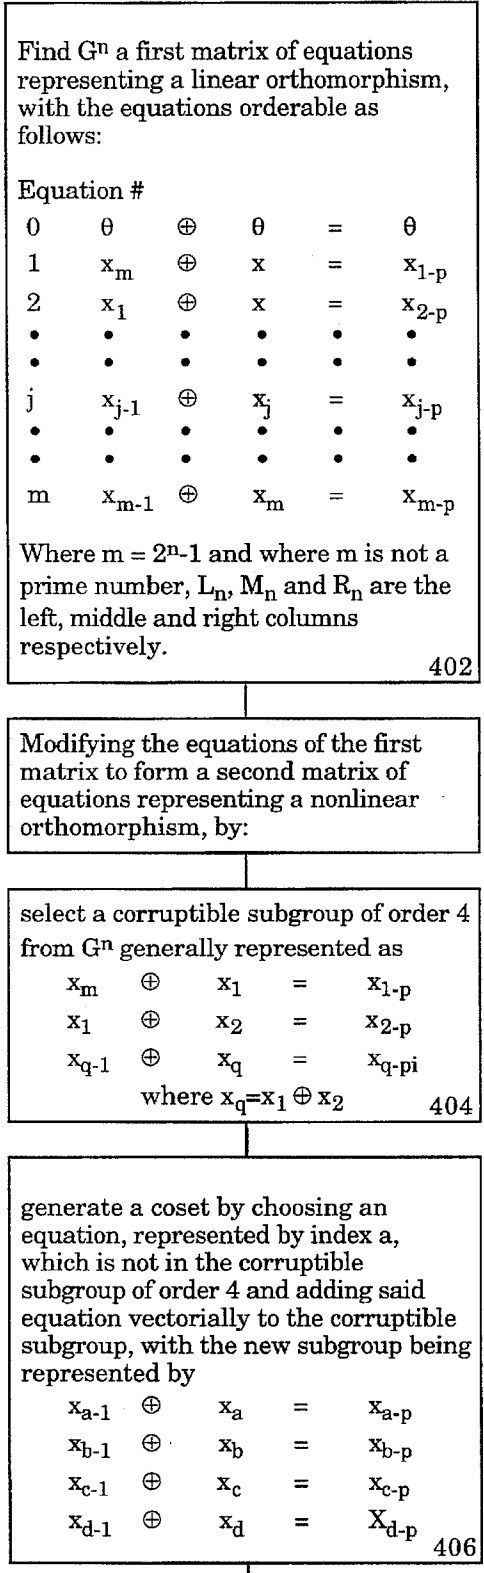 Find Gⁿ a first matrix of equations
representing a linear orthomorphism,
with the equations orderable as
follows:
Equation #
0 θ ⊕ θ = θ
1 x_m ⊕ x = x_1-p
2 x_1 ⊕ x = x_2-p
• • • • • •
• • • • • •
j x_j-1 ⊕ x_j = x_j-p
• • • • • •
• • • • • •
m x_m-1 ⊕ x_m = x_m-p
Where m = 2ⁿ-1 and where m is not a
prime number, L_n, M_n and R_n are the
left, middle and right columns
respectively.
402
Modifying the equations of the first
matrix to form a second matrix of
equations representing a nonlinear
orthomorphism, by:
select a corruptible subgroup of order 4
from Gⁿ generally represented as
x_m ⊕ x_1 = x_1-p
x_1 ⊕ x_2 = x_2-p
x_q-1 ⊕ x_q = x_q-pi
where x_q=x_1 ⊕ x_2
404
generate a coset by choosing an
equation, represented by index a,
which is not in the corruptible
subgroup of order 4 and adding said
equation vectorially to the corruptible
subgroup, with the new subgroup being
represented by
x_a-1 ⊕ x_a = x_a-p
x_b-1 ⊕ x_b = x_b-p
x_c-1 ⊕ x_c = x_c-p
x_d-1 ⊕ x_d = X_d-p
406